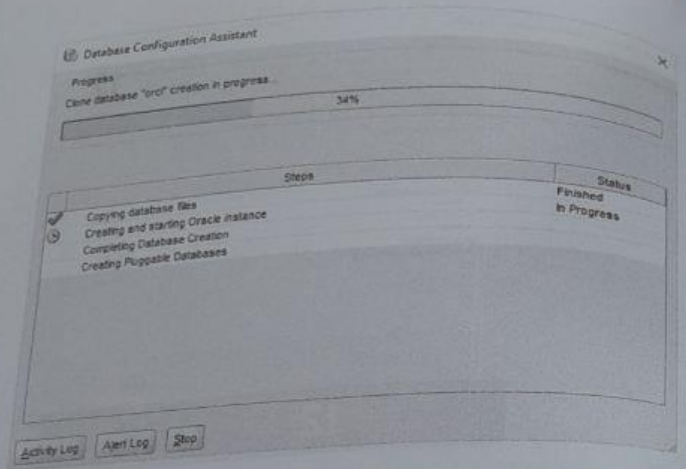 Database Configuration Assistant
Progress
Clone database "orcl" creation in progress...
34%
Steps Status
Copying database files Finished
Creating and starting Oracle instance In Progress
Completing Database Creation
Creating Pluggable Databases
Activity Log Alert Log Stop